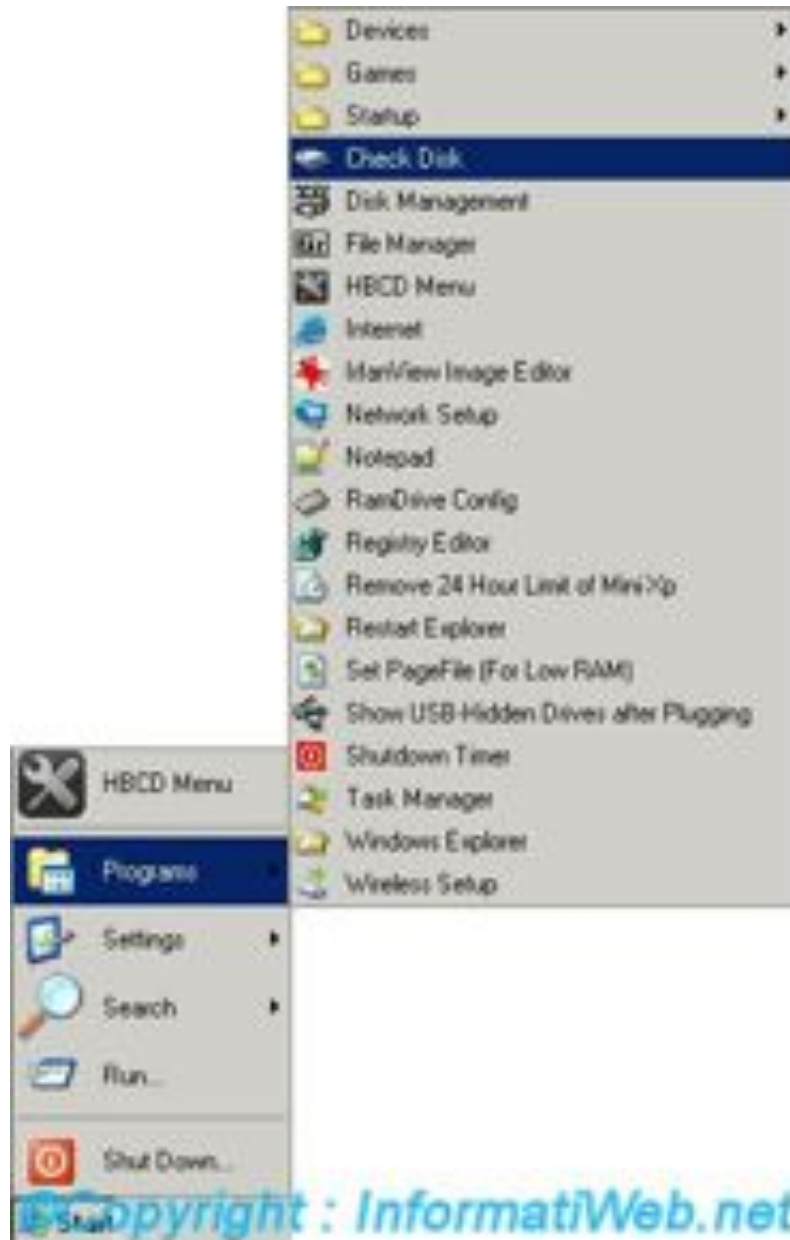 Devices
Games
Startup
Check Disk
Disk Management
File Manager
HBCD Menu
Internet
IrfanView Image Editor
Network Setup
Notepad
RamDrive Config
Registry Editor
Remove 24 Hour Limit of Mini Xp
Restart Explorer
Set PageFile (For Low RAM)
Show USB-Hidden Drives after Plugging
Shutdown Timer
Task Manager
Windows Explorer
Wireless Setup
HBCD Menu
Programs
Settings
Search
Run...
Shut Down...
Start
Copyright : InformatiWeb.net